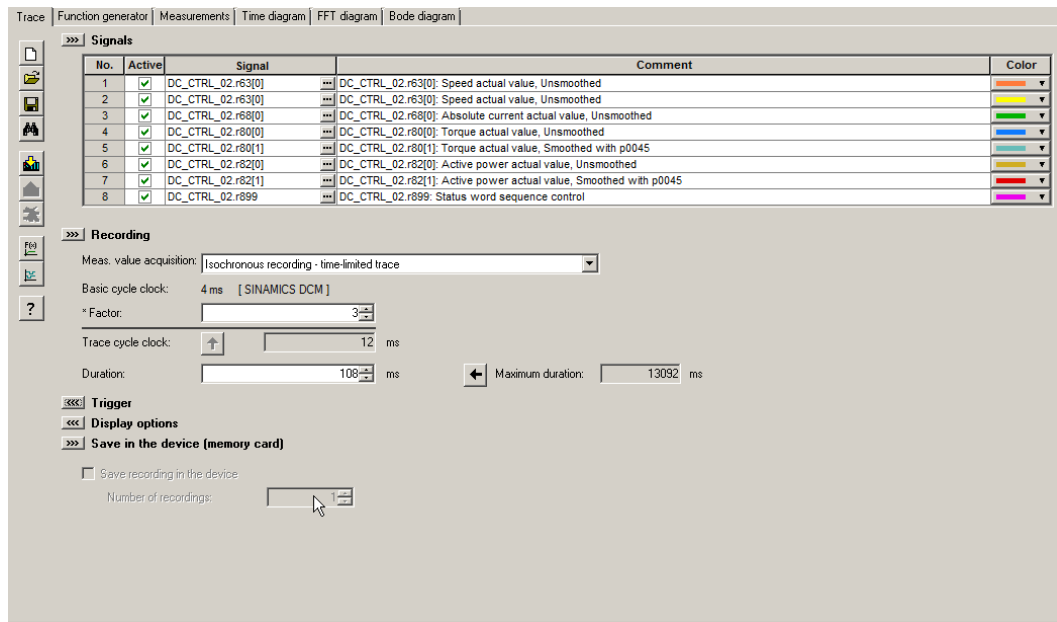 Trace Function generator Measurements Time diagram FFT diagram Bode diagram
>>> Signals
No. Active Signal Comment Color
1 DC_CTRL_02.r63[0] ... DC_CTRL_02.r63[0]: Speed actual value, Unsmoothed
2 DC_CTRL_02.r63[0] ... DC_CTRL_02.r63[0]: Speed actual value, Unsmoothed
3 DC_CTRL_02.r68[0] ... DC_CTRL_02.r68[0]: Absolute current actual value, Unsmoothed
4 DC_CTRL_02.r80[0] ... DC_CTRL_02.r80[0]: Torque actual value, Unsmoothed
5 DC_CTRL_02.r80[1] ... DC_CTRL_02.r80[1]: Torque actual value, Smoothed with p0045
6 DC_CTRL_02.r82[0] ... DC_CTRL_02.r82[0]: Active power actual value, Unsmoothed
7 DC_CTRL_02.r82[1] ... DC_CTRL_02.r82[1]: Active power actual value, Smoothed with p0045
8 DC_CTRL_02.r899 ... DC_CTRL_02.r899: Status word sequence control
>>> Recording
F(x)
Meas. value acquisition: Isochronous recording - time-limited trace
Basic cycle clock: 4 ms [ SINAMICS DCM ]
? * Factor: 3
Trace cycle clock: 12 ms
Duration: 108 ms Maximum duration: 13092 ms
<<< Trigger
<<< Display options
>>> Save in the device (memory card)
Save recording in the device
Number of recordings: 1